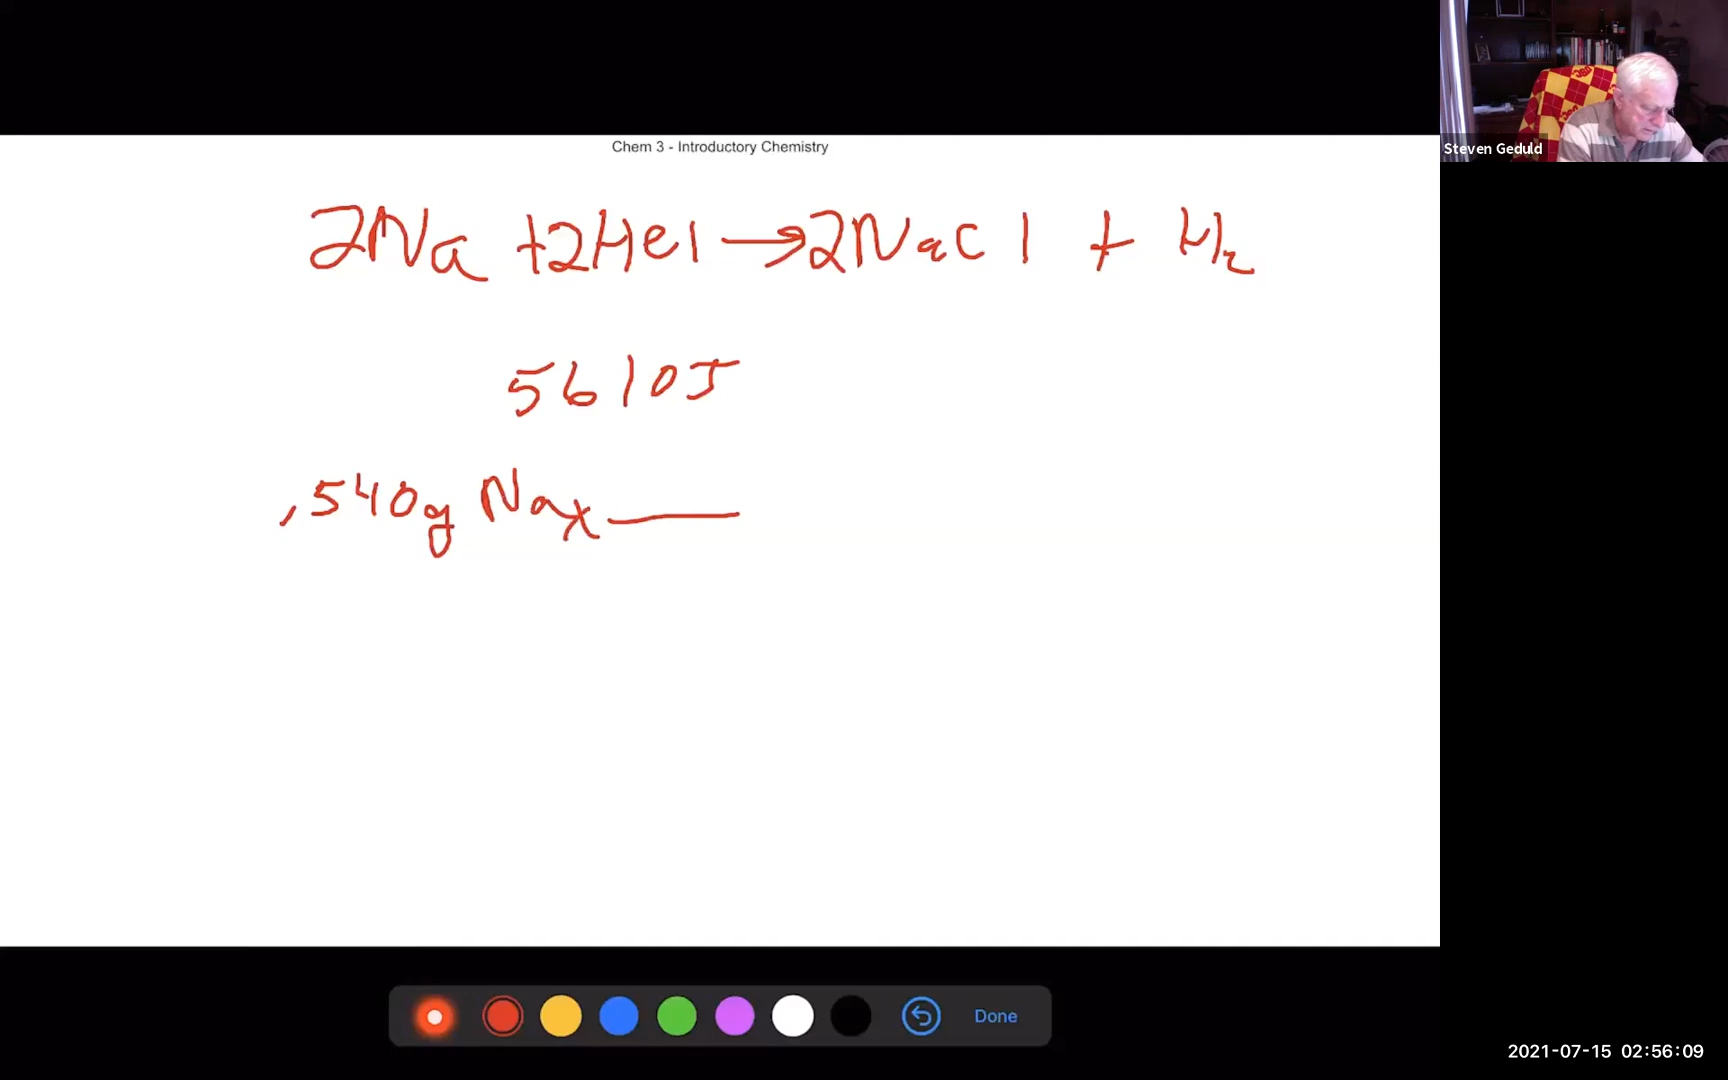 Steven Geduld
Chem 3 - Introductory Chemistry
2Na + 2HCl → 2NaCl + H₂
5610J
.540g Na x
Done
2021-07-15 02:56:09